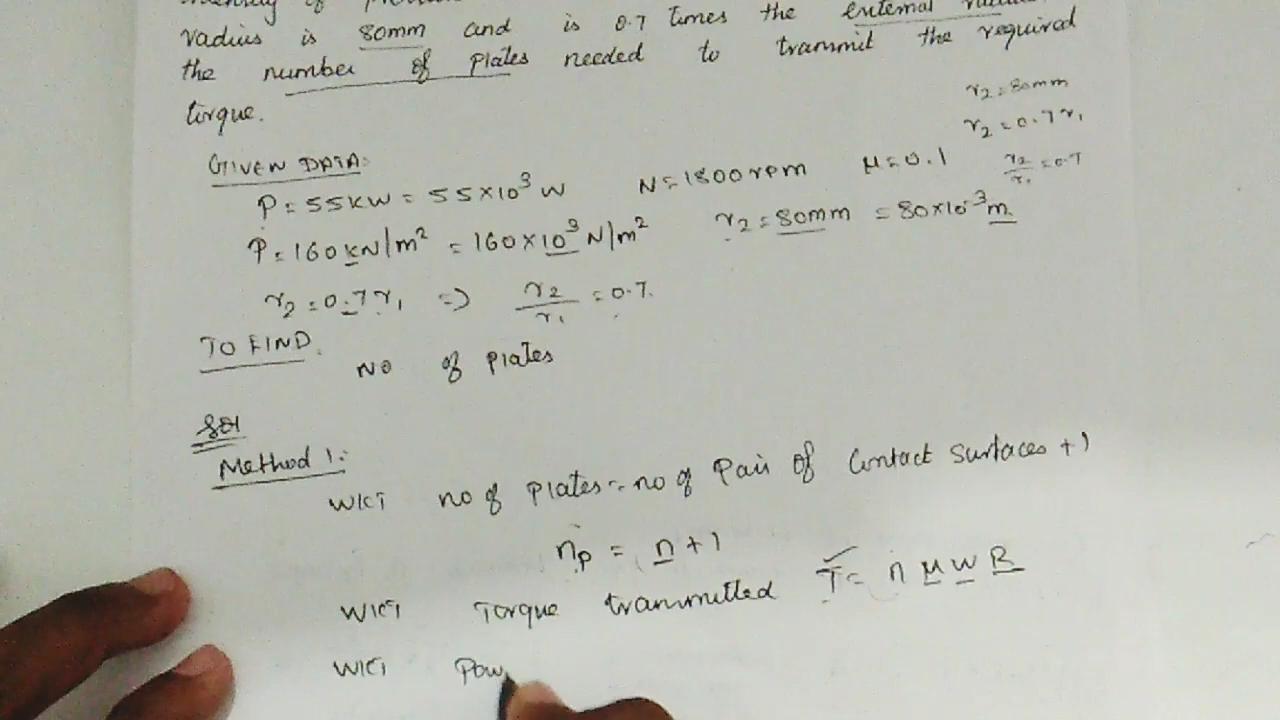 radius is 80mm and is 0.7 times the external
the number of plates needed to transmit the required
torque.
r2 = 80mm
r2 = 0.7 r1
r2/r1 = 0.7
GIVEN DATA:
P = 55KW = 55×10³ W N = 1800 rpm μ = 0.1
P = 160 KN/m² = 160×10³ N/m² r2 = 80mm = 80×10⁻³ m
r2 = 0.7 r1 => r2/r1 = 0.7.
TO FIND.
NO of plates
Sol
Method 1:
WKT no of plates = no of Pair of Contact Surfaces + 1
np = n + 1
WKT Torque transmitted T = n μ W R
WKT Pow